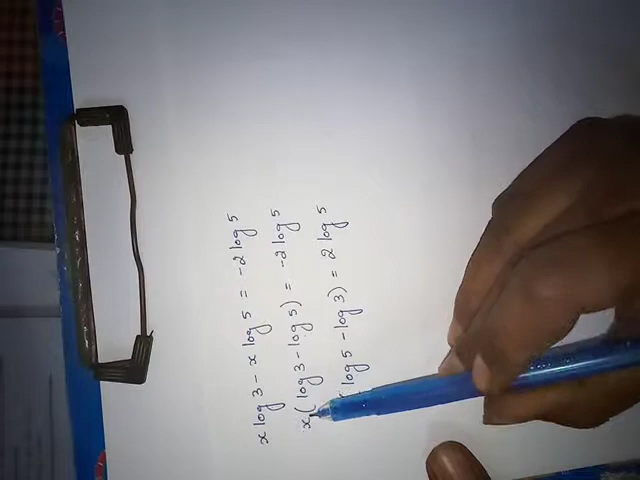 x log 3 - x log 5 = -2 log 5
x ( log 3 - log 5) = -2 log 5
log 5 - log 3) = 2 log 5